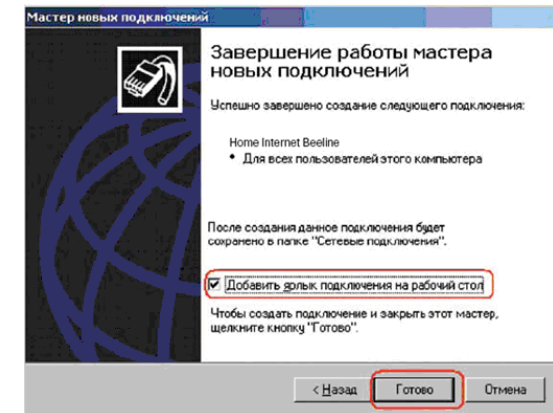 Мастер новых подключений
Завершение работы мастера
новых подключений
Успешно завершено создание следующего подключения:
Home Internet Beeline
• Для всех пользователей этого компьютера
После создания данное подключения будет
сохранено в папке "Сетевые подключения".
Добавить ярлык подключения на рабочий стол
Чтобы создать подключение и закрыть этот мастер,
щелкните кнопку "Готово".
< Назад Готово Отмена